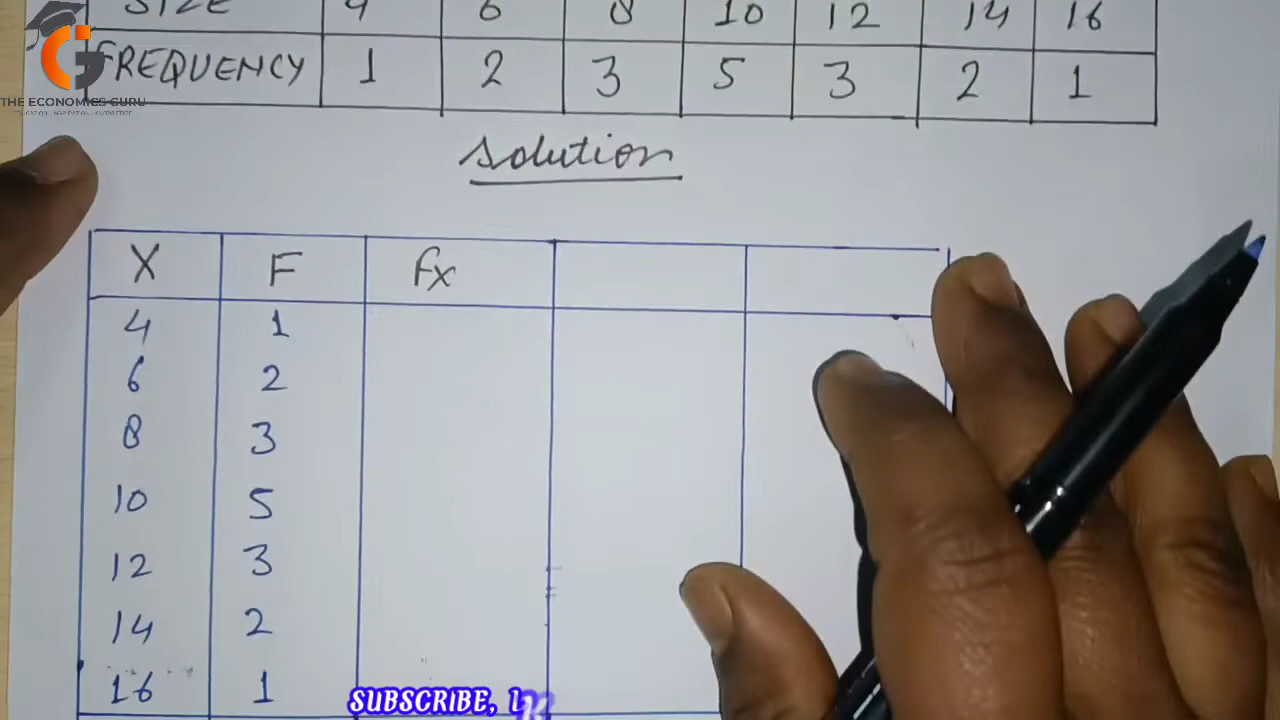 SIZE 4 6 8 10 12 14 16
FREQUENCY 1 2 3 5 3 2 1
THE ECONOMICS GURU
Solution
X F fx
4 1
6 2
8 3
10 5
12 3
14 2
16 1
SUBSCRIBE,